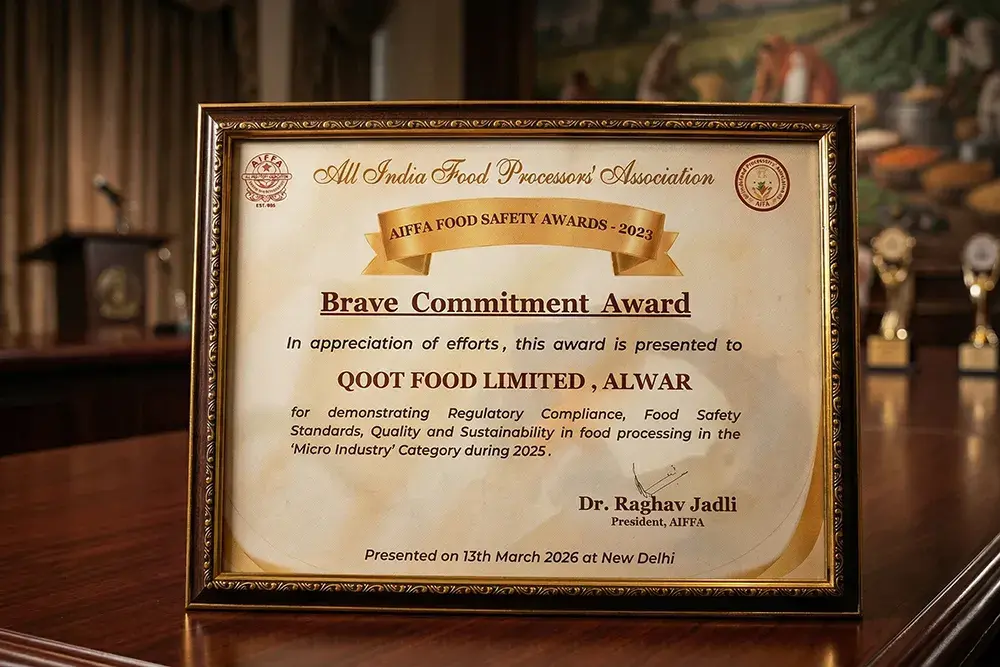 AIFFA
EST.
All India Food Processors' Association
AIFFA FOOD SAFETY AWARDS - 2023
Brave Commitment Award
In appreciation of efforts, this award is presented to
QOOT FOOD LIMITED , ALWAR
for demonstrating Regulatory Compliance, Food Safety
Standards, Quality and Sustainability in food processing in the
‘Micro Industry’ Category during 2025.
Dr. Raghav Jadli
President, AIFFA
Presented on 13th March 2026 at New Delhi